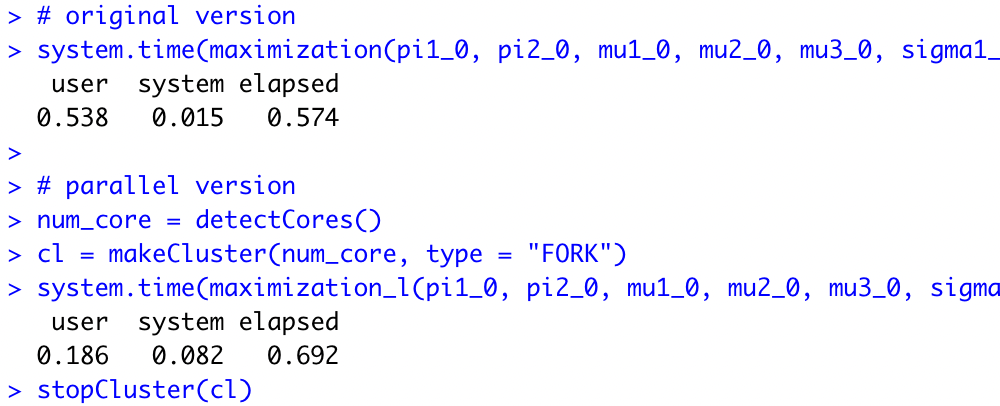 > # original version
> system.time(maximization(pi1_0, pi2_0, mu1_0, mu2_0, mu3_0, sigma1_
   user  system elapsed
  0.538   0.015   0.574
>
> # parallel version
> num_core = detectCores()
> cl = makeCluster(num_core, type = "FORK")
> system.time(maximization_l(pi1_0, pi2_0, mu1_0, mu2_0, mu3_0, sigma
   user  system elapsed
  0.186   0.082   0.692
> stopCluster(cl)